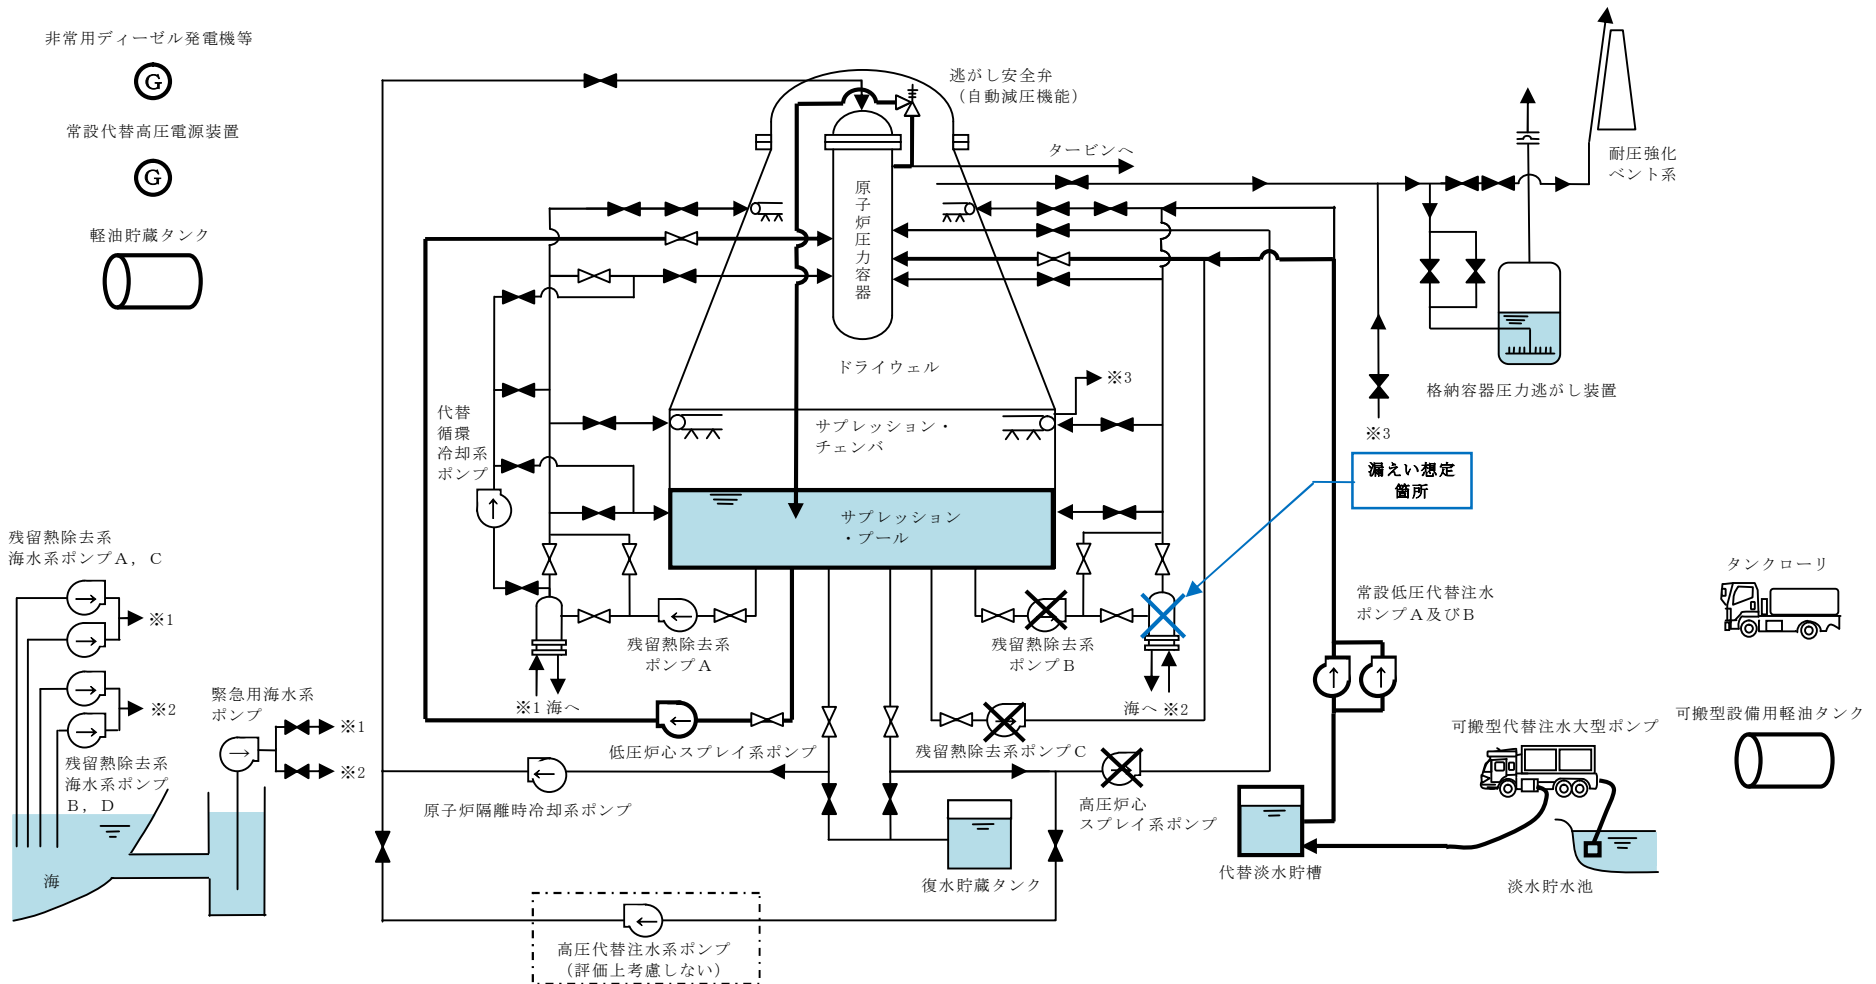 非常用ディーゼル発電機等
G
常設代替高圧電源装置
G
軽油貯蔵タンク
逃がし安全弁
（自動減圧機能）
タービンへ
耐圧強化
ベント系
原子炉圧力容器
ドライウェル
格納容器圧力逃がし装置
※3
※3
代替
循環
冷却系
ポンプ
サプレッション・
チェンバ
漏えい想定
箇所
サプレッション
・プール
残留熱除去系
海水系ポンプA，C
※1
※2
残留熱除去系
海水系ポンプ
B，D
海
緊急用海水系
ポンプ
※1
※2
残留熱除去系
ポンプA
※1 海へ
残留熱除去系
ポンプB
海へ ※2
低圧炉心スプレイ系ポンプ
残留熱除去系ポンプC
原子炉隔離時冷却系ポンプ
高圧炉心
スプレイ系ポンプ
復水貯蔵タンク
高圧代替注水系ポンプ
（評価上考慮しない）
常設低圧代替注水
ポンプA及びB
代替淡水貯槽
可搬型代替注水大型ポンプ
淡水貯水池
タンクローリ
可搬型設備用軽油タンク